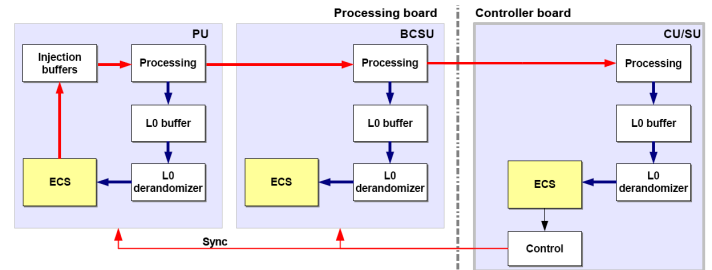 Processing board
Controller board
PU
BCSU
CU/SU
Injection
buffers
Processing
Processing
Processing
L0 buffer
L0 buffer
L0 buffer
ECS
L0
derandomizer
ECS
L0
derandomizer
ECS
L0
derandomizer
Sync
Control